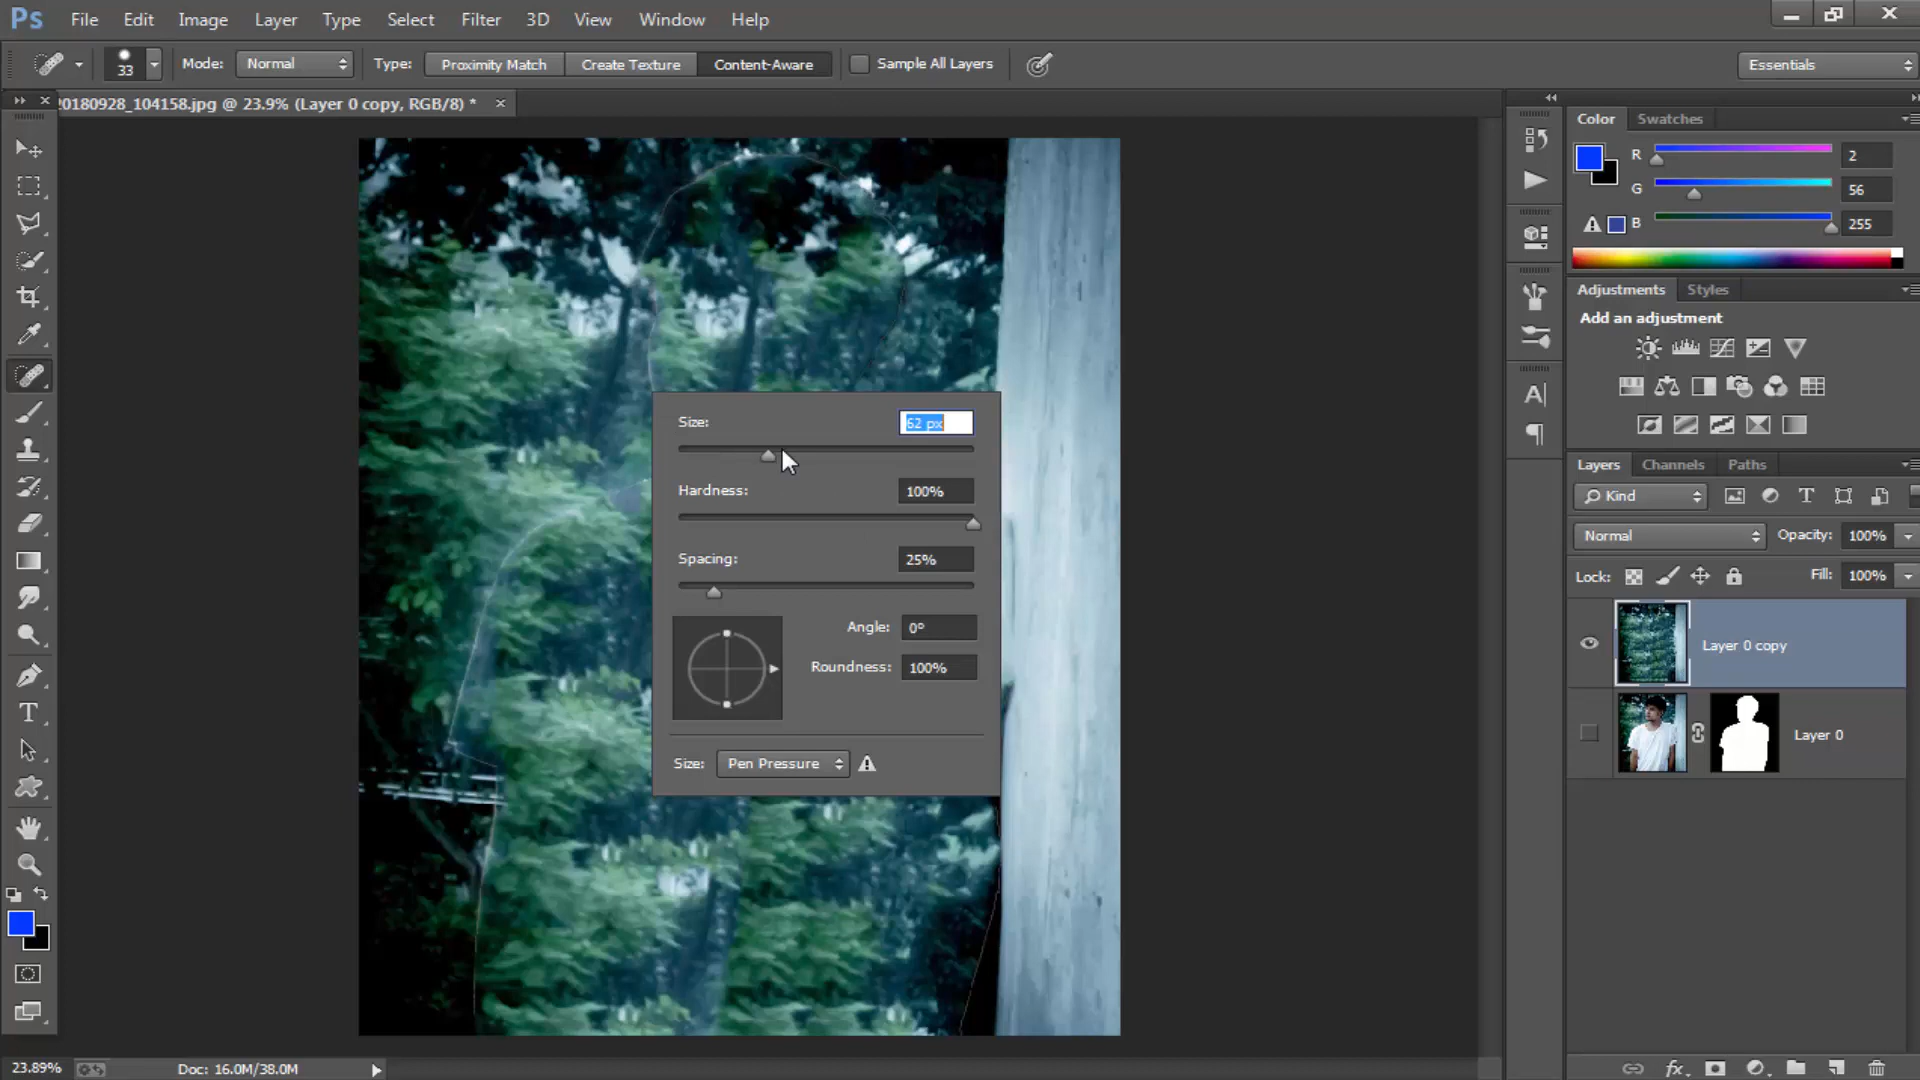 Ps File Edit Image Layer Type Select Filter 3D View Window Help
33 Mode: Normal Type: Proximity Match Create Texture Content-Aware Sample All Layers Essentials
20180928_104158.jpg @ 23.9% (Layer 0 copy, RGB/8) * ×
Color Swatches
R 2
G 56
B 255
Adjustments Styles
Add an adjustment
Size: 62 px
Hardness: 100%
Spacing: 25%
Angle: 0º
Roundness: 100%
Size: Pen Pressure
Layers Channels Paths
Kind
Normal Opacity: 100%
Lock: Fill: 100%
Layer 0 copy
Layer 0
23.89% Doc: 16.0M/38.0M